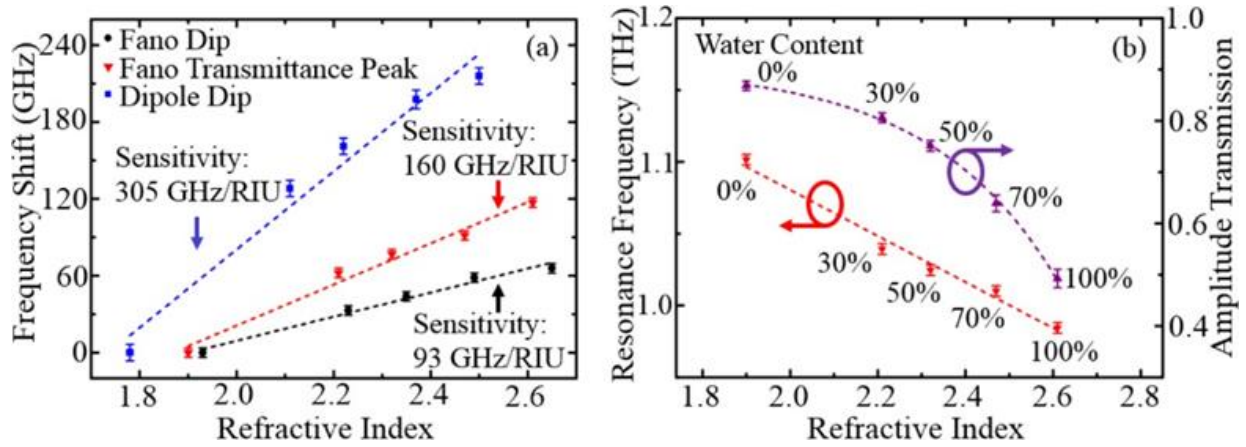 (a)
Fano Dip
Fano Transmittance Peak
Dipole Dip
Sensitivity:
305 GHz/RIU
Sensitivity:
160 GHz/RIU
Sensitivity:
93 GHz/RIU
Frequency Shift (GHz)
240
180
120
60
0
1.8 2.0 2.2 2.4 2.6
Refractive Index
(b)
Water Content
0%
30%
50%
70%
100%
0%
30%
50%
70%
100%
Resonance Frequency (THz)
1.2
1.1
1.0
1.8 2.0 2.2 2.4 2.6 2.8
Refractive Index
1.0
0.8
0.6
0.4
Amplitude Transmission